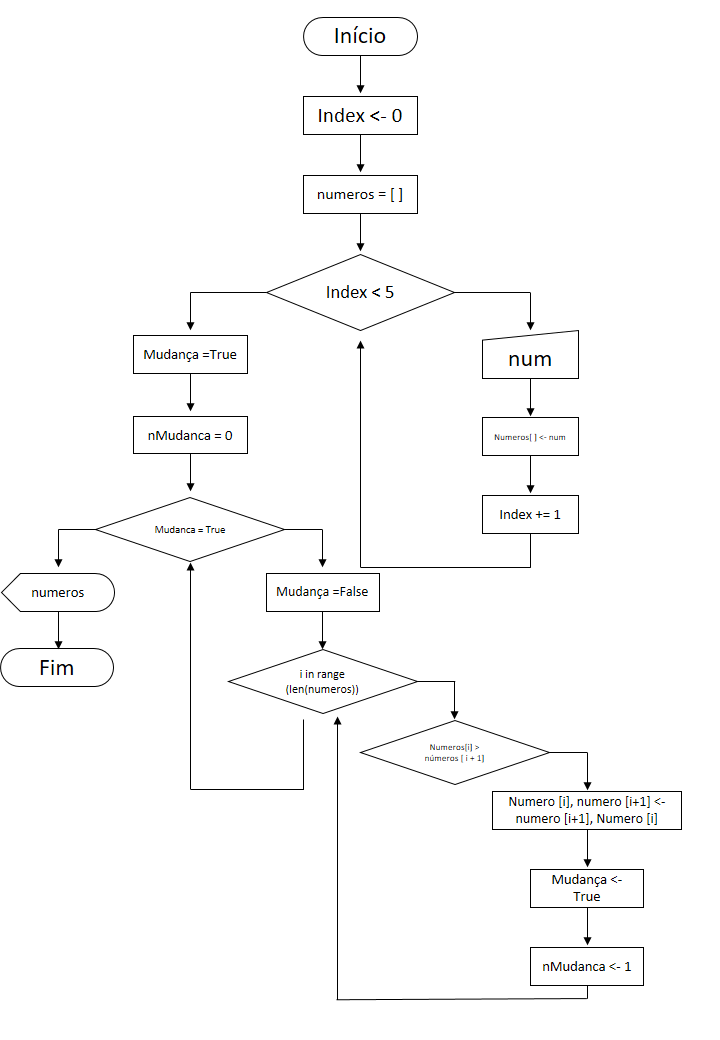 Início
Index <- 0
numeros = [ ]
Index < 5
Mudança =True
num
nMudanca = 0
Numeros[ ] <- num
Index += 1
Mudanca = True
numeros
Mudança =False
Fim
i in range
(len(numeros))
Numeros[i] >
números [ i + 1]
Numero [i], numero [i+1] <-
numero [i+1], Numero [i]
Mudança <-
True
nMudanca <- 1